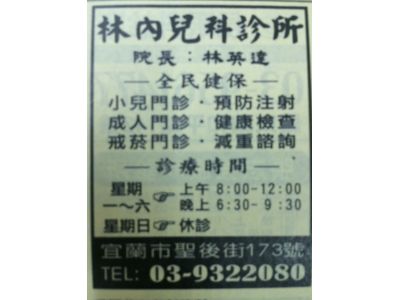 林內兒科診所
院長：林英達
全民健保
小兒門診·預防注射
成人門診·健康檢查
戒菸門診·減重諮詢
診療時間
星期一～六 ☞ 上午 8:00-12:00
晚上 6:30-9:30
星期日 ☞ 休診
宜蘭市聖後街173號
TEL: 03-9322080